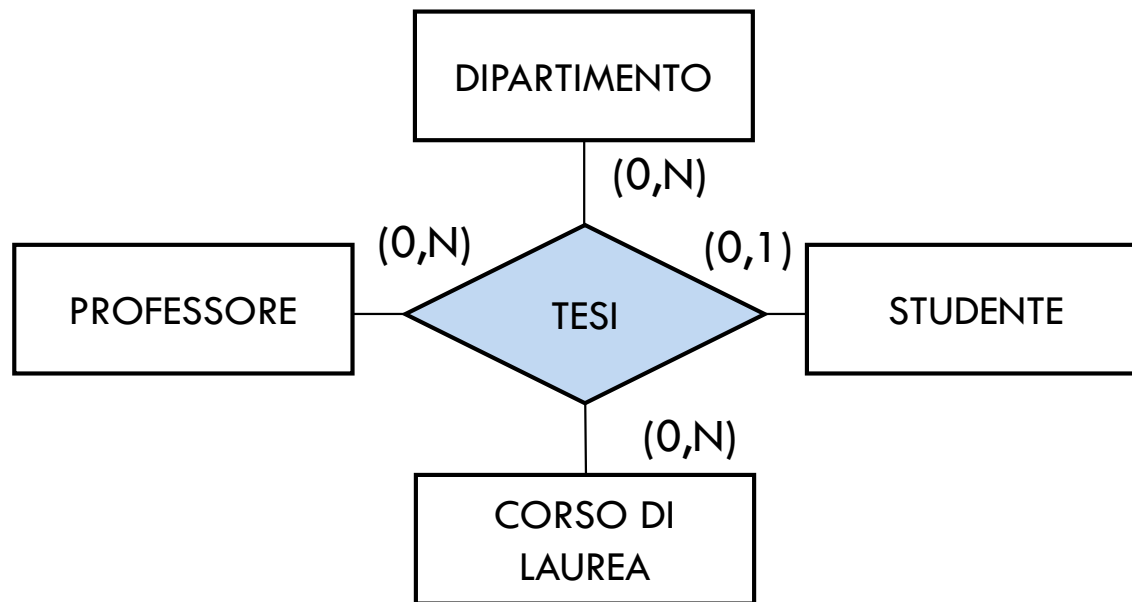 DIPARTIMENTO
(0,N)
(0,N)
(0,1)
PROFESSORE
TESI
STUDENTE
(0,N)
CORSO DI
LAUREA